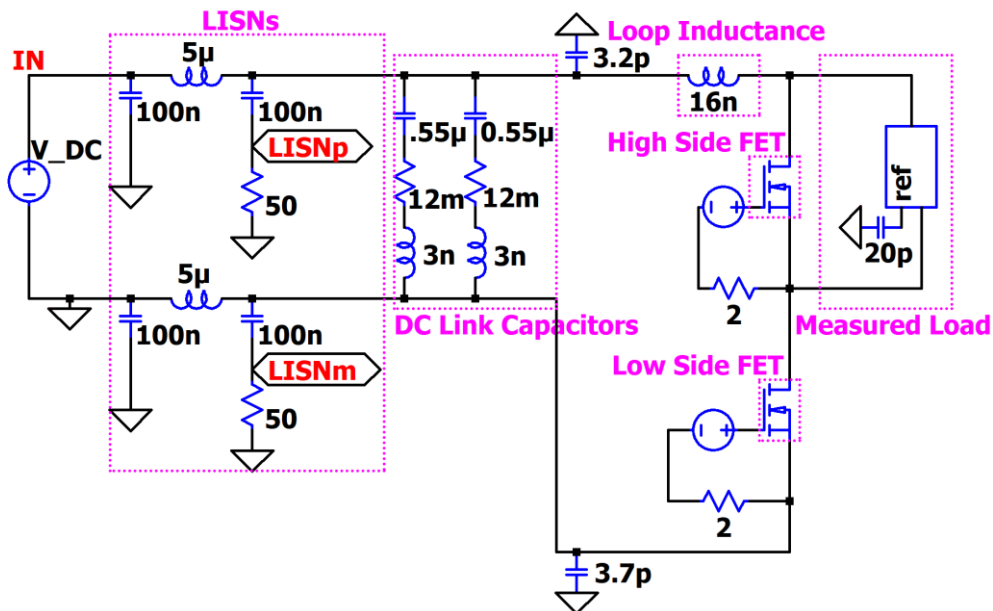 LISNs
Loop Inductance
IN
5µ
3.2p
100n
100n
16n
V_DC
LISNp
.55µ
0.55µ
High Side FET
ref
50
12m
12m
20p
5µ
3n
3n
2
DC Link Capacitors
Measured Load
100n
100n
LISNm
Low Side FET
50
2
3.7p